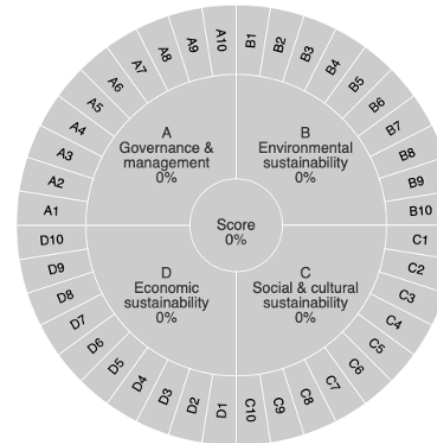 A1
A2
A3
A4
A5
A6
A7
A8
A9
A10
B1
B2
B3
B4
B5
B6
B7
B8
B9
B10
C1
C2
C3
C4
C5
C6
C7
C8
C9
C10
D1
D2
D3
D4
D5
D6
D7
D8
D9
D10
A
Governance &
management
0%
B
Environmental
sustainability
0%
Score
0%
D
Economic
sustainability
0%
C
Social & cultural
sustainability
0%